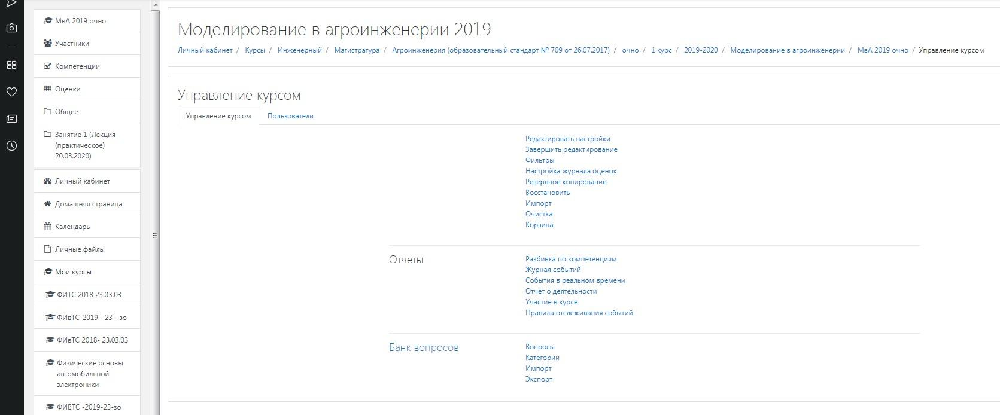 МвА 2019 очно
Участники
Компетенции
Оценки
Общее
Занятие 1 (Лекция
(практическое)
20.03.2020)
Личный кабинет
Домашняя страница
Календарь
Личные файлы
Мои курсы
ФИТС 2018 23.03.03
ФИвТС-2019 - 23 - зо
ФИвТС 2018- 23.03.03
Физические основы
автомобильной
электроники
ФИВТС -2019-23-зо
Моделирование в агроинженерии 2019
Личный кабинет / Курсы / Инженерный / Магистратура / Агроинженерия (образовательный стандарт № 709 от 26.07.2017) / очно / 1 курс / 2019-2020 / Моделирование в агроинженерии / МвА 2019 очно / Управление курсом
Управление курсом
Управление курсом Пользователи
Редактировать настройки
Завершить редактирование
Фильтры
Настройка журнала оценок
Резервное копирование
Восстановить
Импорт
Очистка
Корзина
Отчеты
Разбивка по компетенциям
Журнал событий
События в реальном времени
Отчет о деятельности
Участие в курсе
Правила отслеживания событий
Банк вопросов
Вопросы
Категории
Импорт
Экспорт